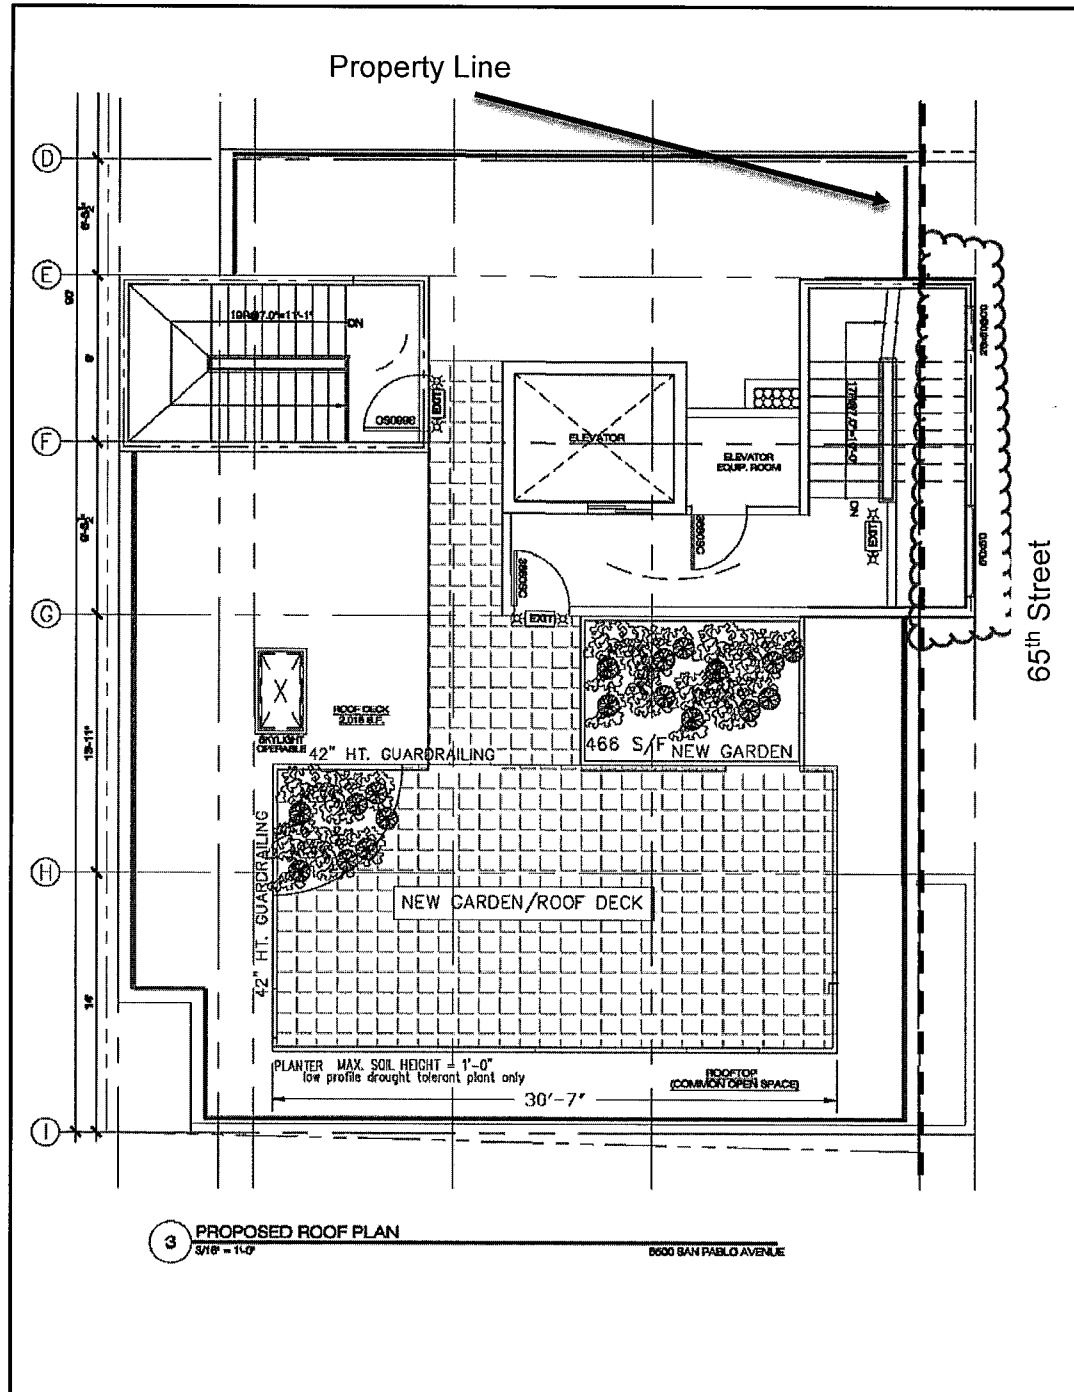 Property Line
D
E
F
G
H
I
DN
ELEVATOR
ELEVATOR
EQUIP. ROOM
DN
EXIT
EXIT
EXIT
65th Street
ROOF DECK
SKYLIGHT
OPERABLE
42" HT. GUARDRAILING
466 S/F NEW GARDEN
42" HT. GUARDRAILING
NEW GARDEN/ROOF DECK
13'-11"
PLANTER MAX. SOIL HEIGHT = 1'-0"
low profile drought tolerant plant only
ROOFTOP
(COMMON OPEN SPACE)
30'-7"
3
PROPOSED ROOF PLAN
3/16" = 1'-0"
6500 SAN PABLO AVENUE